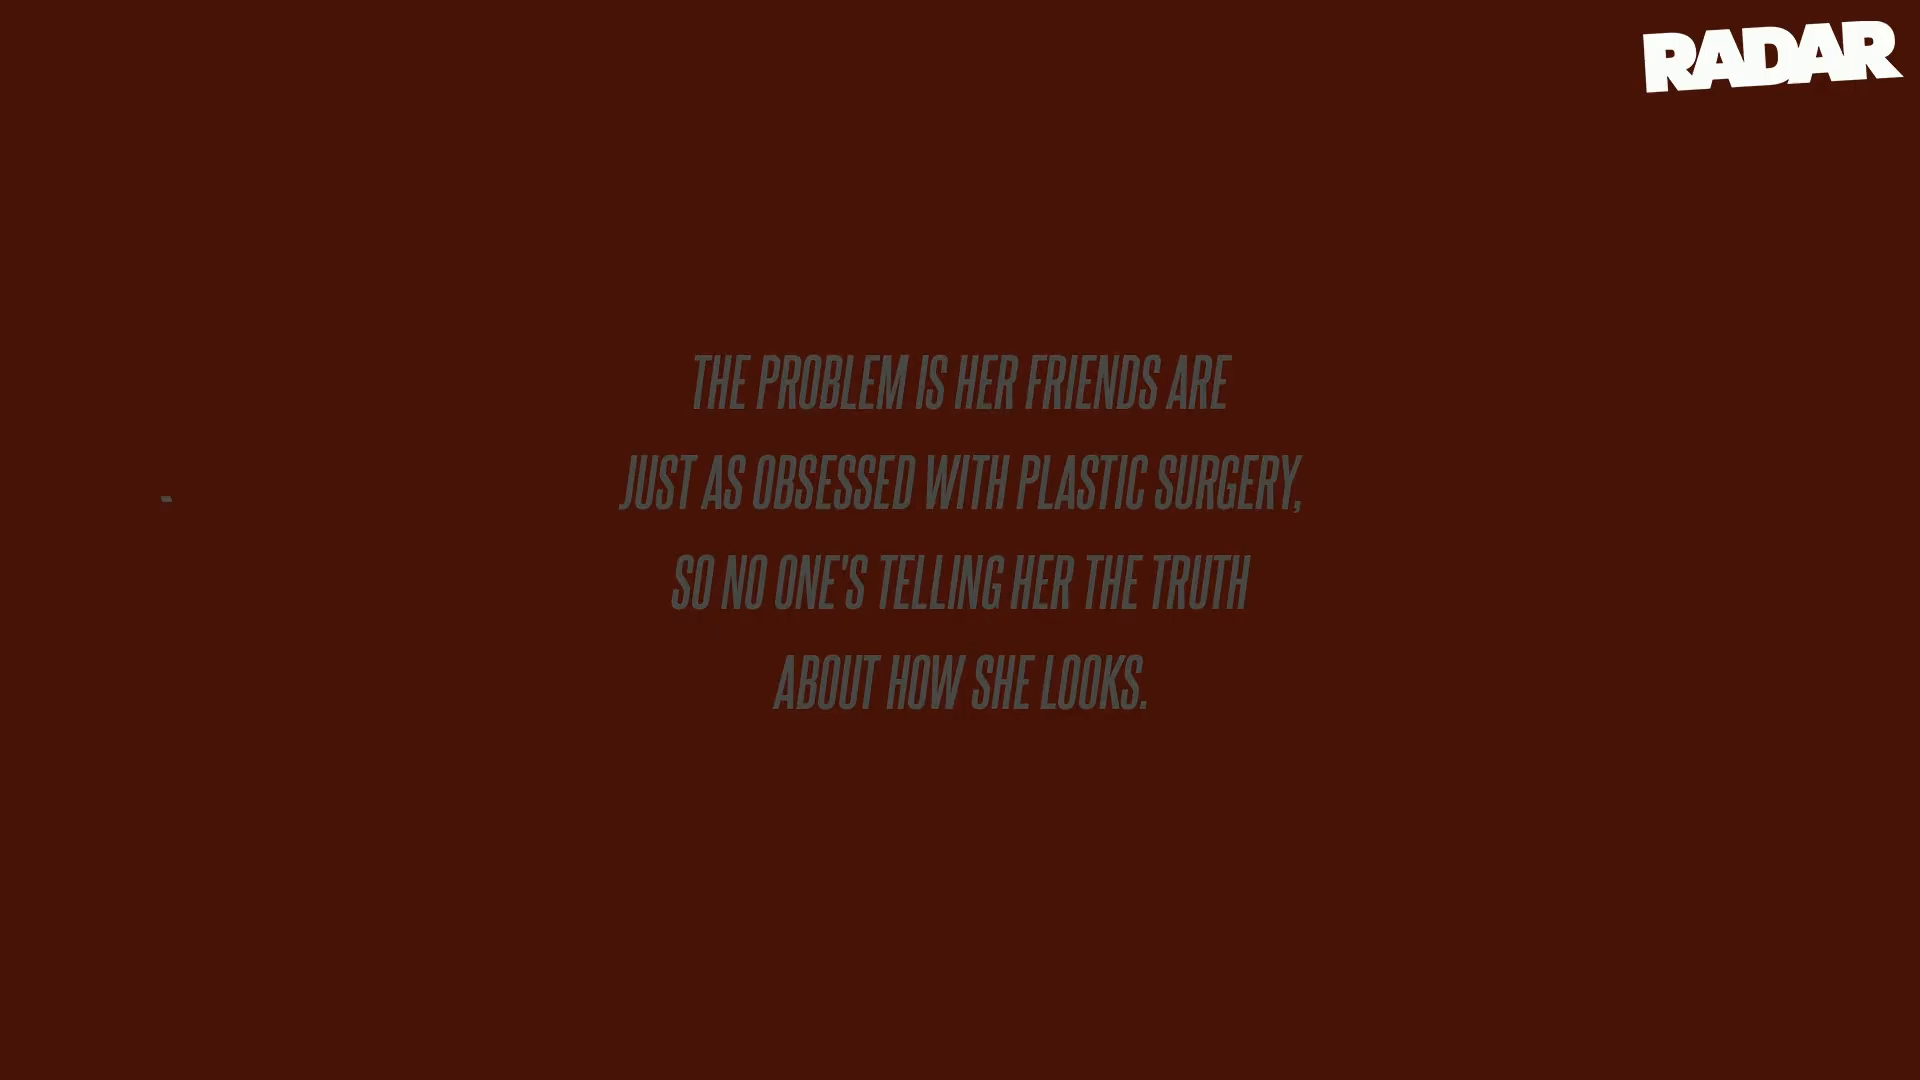 RADAR
THE PROBLEM IS HER FRIENDS ARE
JUST AS OBSESSED WITH PLASTIC SURGERY,
SO NO ONE'S TELLING HER THE TRUTH
ABOUT HOW SHE LOOKS.
-